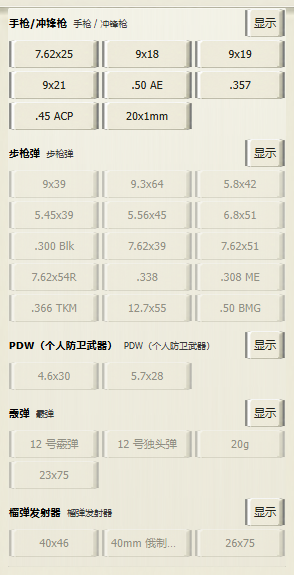 手枪/冲锋枪 手枪 / 冲锋枪 显示
7.62x25 9x18 9x19
9x21 .50 AE .357
.45 ACP 20x1mm
步枪弹 步枪弹 显示
9x39 9.3x64 5.8x42
5.45x39 5.56x45 6.8x51
.300 Blk 7.62x39 7.62x51
7.62x54R .338 .308 ME
.366 TKM 12.7x55 .50 BMG
PDW（个人防卫武器） PDW（个人防卫武器） 显示
4.6x30 5.7x28
霰弹 霰弹 显示
12 号霰弹 12 号独头弹 20g
23x75
榴弹发射器 榴弹发射器 显示
40x46 40mm 俄制... 26x75